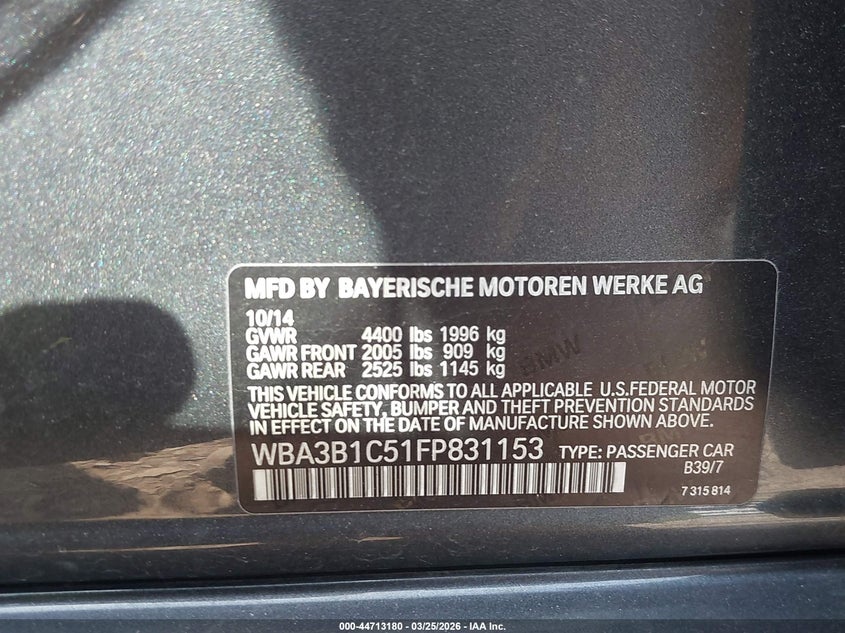 MFD BY BAYERISCHE MOTOREN WERKE AG
10/14
GVWR 4400 lbs 1996 kg
GAWR FRONT 2005 lbs 909 kg
GAWR REAR 2525 lbs 1145 kg
THIS VEHICLE CONFORMS TO ALL APPLICABLE U.S.FEDERAL MOTOR
VEHICLE SAFETY, BUMPER AND THEFT PREVENTION STANDARDS
IN EFFECT ON THE DATE OF MANUFACTURE SHOWN ABOVE.
WBA3B1C51FP831153 TYPE: PASSENGER CAR
B39/7
7 315 814
000-44713180 - 03/25/2026 - IAA Inc.